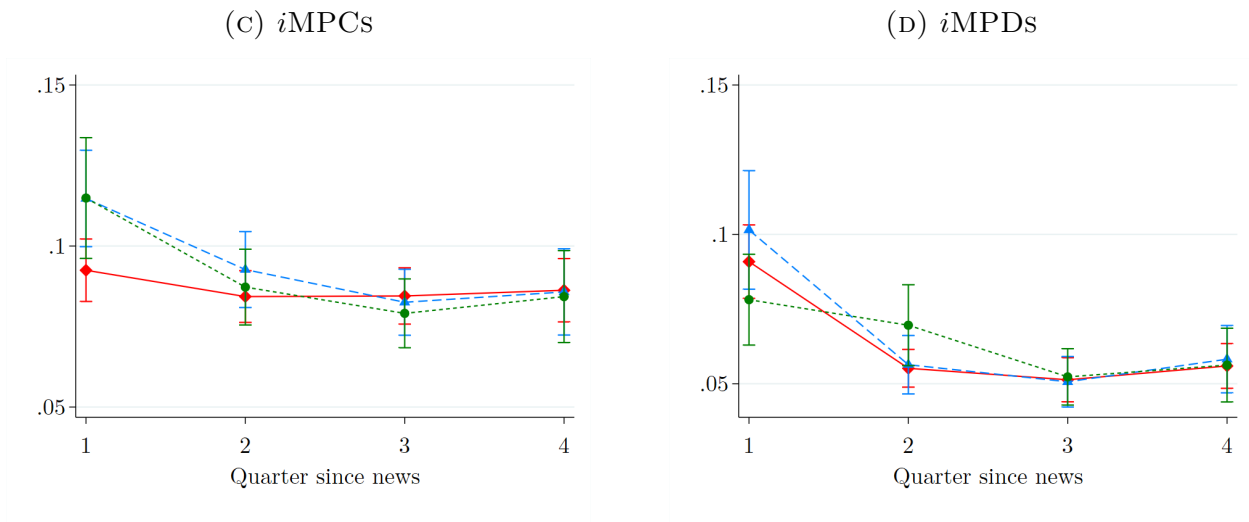 (C) iMPCs
.15
.1
.05
1 2 3 4
Quarter since news
(D) iMPDs
.15
.1
.05
1 2 3 4
Quarter since news